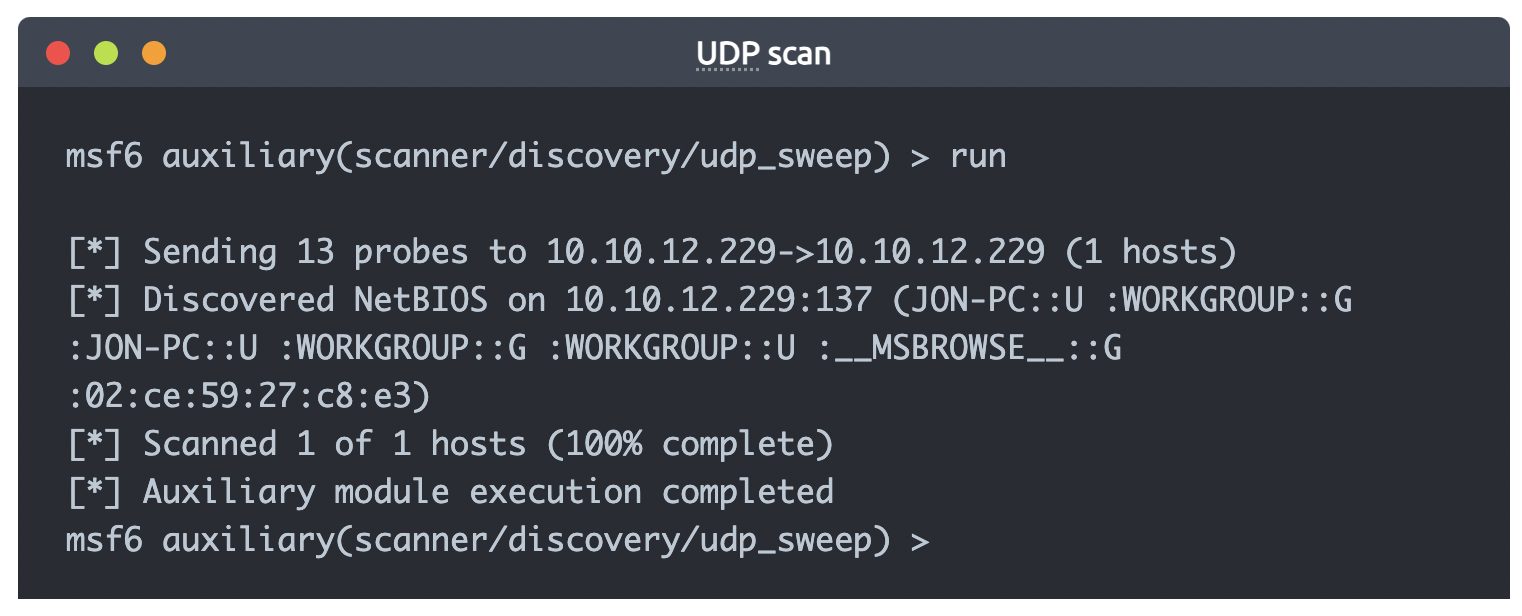 UDP scan
msf6 auxiliary(scanner/discovery/udp_sweep) > run
[*] Sending 13 probes to 10.10.12.229->10.10.12.229 (1 hosts)
[*] Discovered NetBIOS on 10.10.12.229:137 (JON-PC::U :WORKGROUP::G
:JON-PC::U :WORKGROUP::G :WORKGROUP::U :__MSBROWSE__::G
:02:ce:59:27:c8:e3)
[*] Scanned 1 of 1 hosts (100% complete)
[*] Auxiliary module execution completed
msf6 auxiliary(scanner/discovery/udp_sweep) >